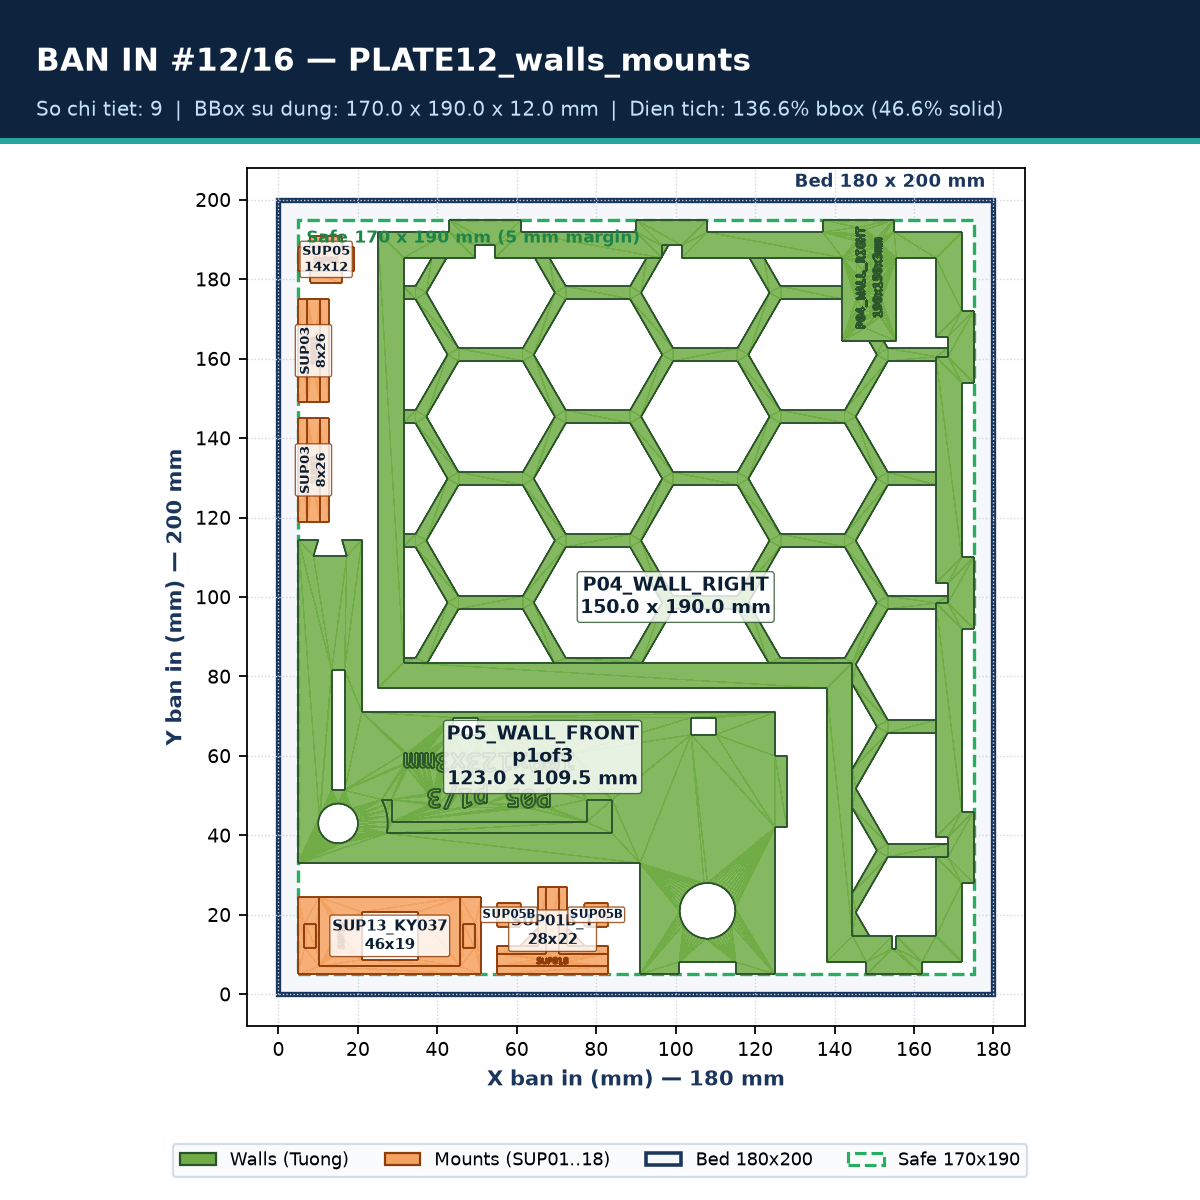 BAN IN #12/16 — PLATE12_walls_mounts
So chi tiet: 9 | BBox su dung: 170.0 x 190.0 x 12.0 mm | Dien tich: 136.6% bbox (46.6% solid)
Bed 180 x 200 mm
Safe 170 x 190 mm (5 mm margin)
SUP05
14x12
P04_WALL_RIGHT
190x150x3mm
SUP03
8x26
SUP03
8x26
P04_WALL_RIGHT
150.0 x 190.0 mm
P05_WALL_FRONT
p1of3
123.0 x 109.5 mm
P05 p1/3
SUP13_KY037
46x19
SUP05B
SUP05B
28x22
SUP01B
200
180
160
140
120
100
80
60
40
20
0
Y ban in (mm) — 200 mm
0 20 40 60 80 100 120 140 160 180
X ban in (mm) — 180 mm
Walls (Tuong)
Mounts (SUP01..18)
Bed 180x200
Safe 170x190